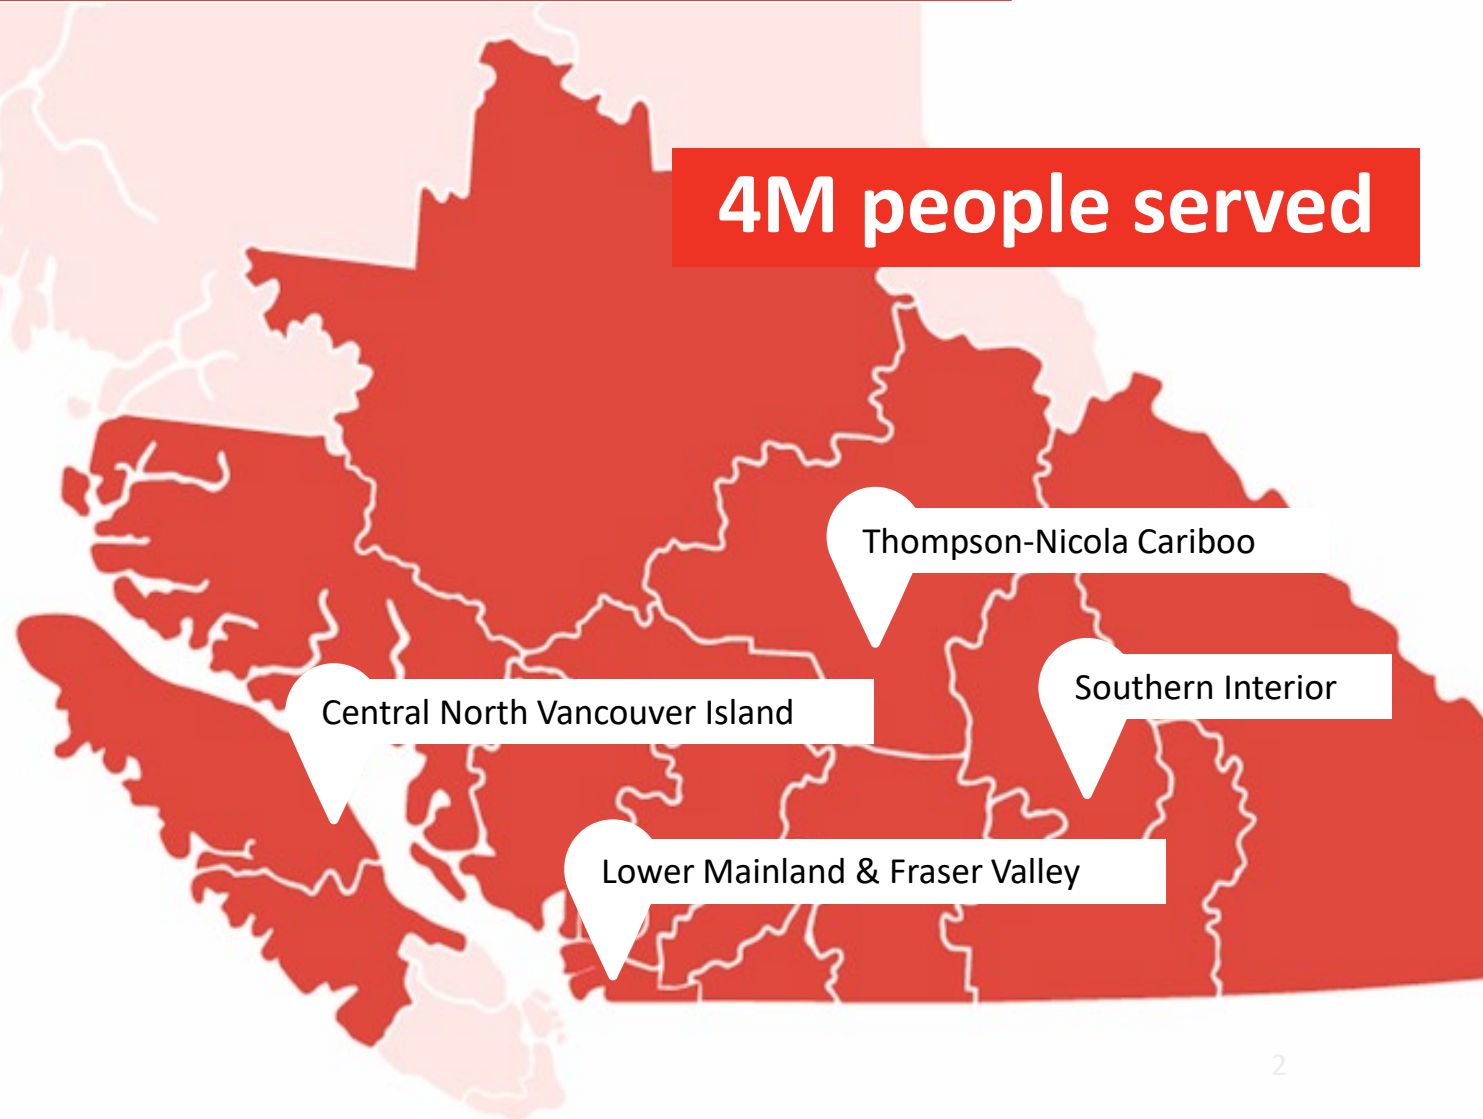 4M people served
Thompson-Nicola Cariboo
Southern Interior
Central North Vancouver Island
Lower Mainland & Fraser Valley
2